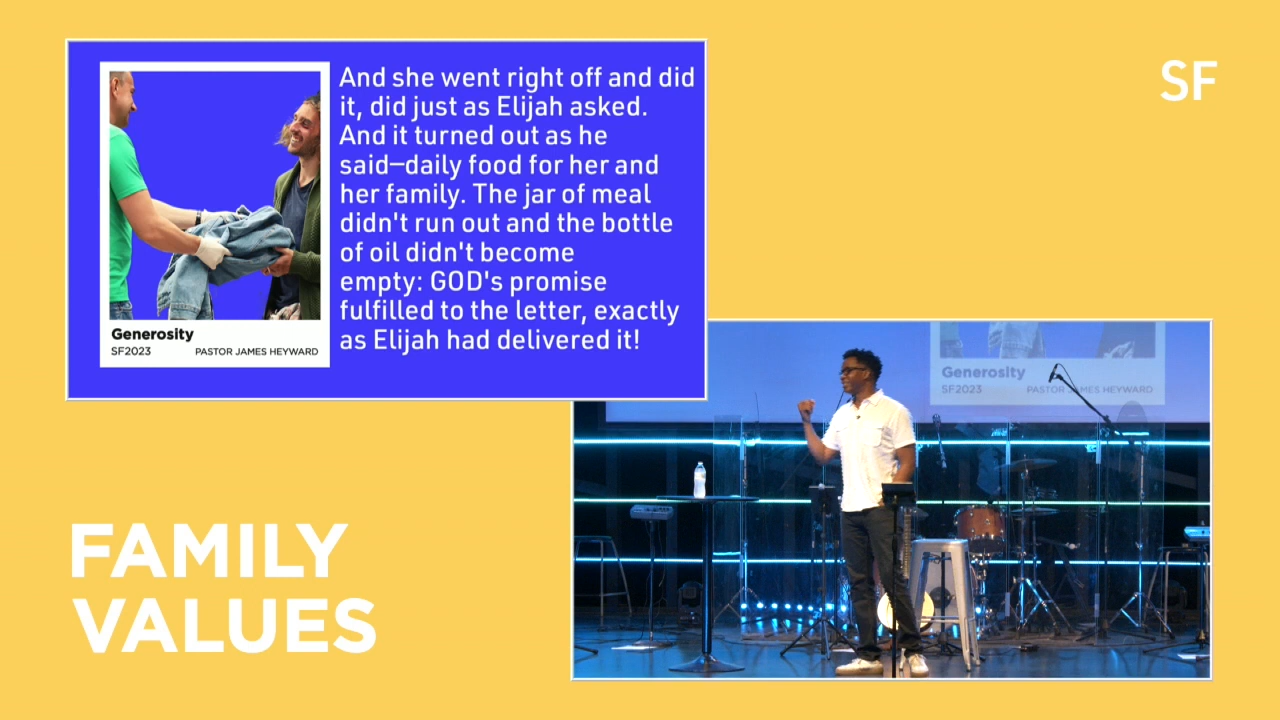 And she went right off and did
it, did just as Elijah asked.
And it turned out as he
said—daily food for her and
her family. The jar of meal
didn't run out and the bottle
of oil didn't become
empty: GOD's promise
fulfilled to the letter, exactly
as Elijah had delivered it!
Generosity
SF2023 PASTOR JAMES HEYWARD
SF
Generosity
SF2023 PASTOR JAMES HEYWARD
FAMILY
VALUES